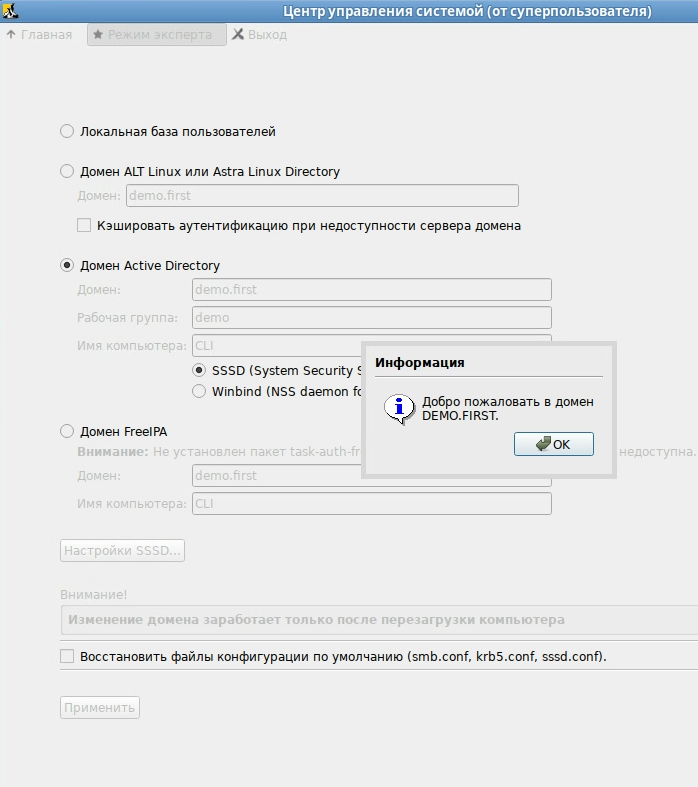 Центр управления системой (от суперпользователя)
Главная Режим эксперта Выход
Локальная база пользователей
Домен ALT Linux или Astra Linux Directory
Домен: demo.first
Кэшировать аутентификацию при недоступности сервера домена
Домен Active Directory
Домен: demo.first
Рабочая группа: demo
Имя компьютера: CLI
SSSD (System Security S
Winbind (NSS daemon fo
Информация
Добро пожаловать в домен
DEMO.FIRST.
OK
Домен FreeIPA
Внимание: Не установлен пакет task-auth-fr недоступна.
Домен: demo.first
Имя компьютера: CLI
Настройки SSSD...
Внимание!
Изменение домена заработает только после перезагрузки компьютера
Восстановить файлы конфигурации по умолчанию (smb.conf, krb5.conf, sssd.conf).
Применить